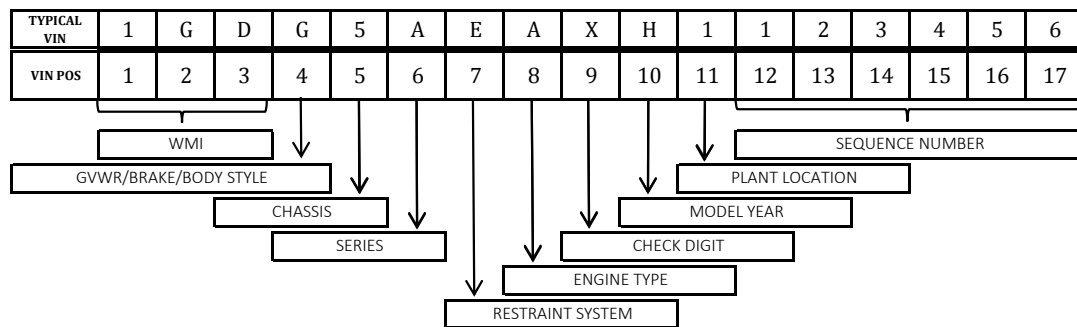 TYPICAL VIN 1 G D G 5 A E A X H 1 1 2 3 4 5 6
VIN POS 1 2 3 4 5 6 7 8 9 10 11 12 13 14 15 16 17
WMI SEQUENCE NUMBER
GVWR/BRAKE/BODY STYLE PLANT LOCATION
CHASSIS MODEL YEAR
SERIES CHECK DIGIT
ENGINE TYPE
RESTRAINT SYSTEM